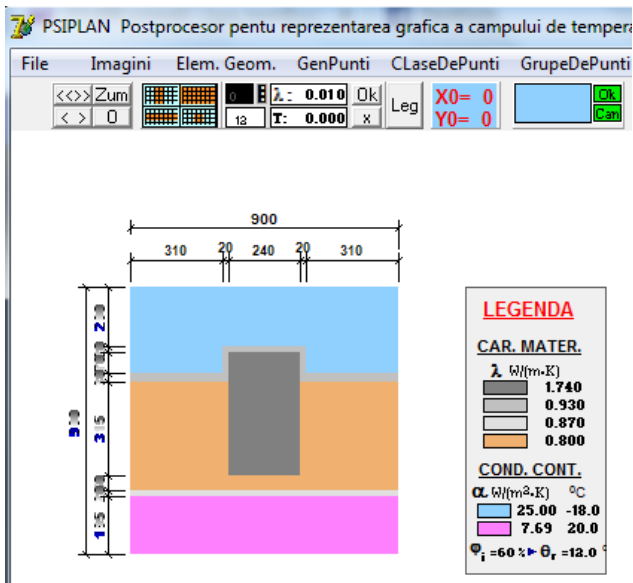 PSIPLAN Postprocesor pentu reprezentarea grafica a campului de tempera
File Imagini Elem. Geom. GenPunti CLaseDePunti GrupeDePunti
<<>> Zum 0 λ: 0.010 Ok Leg X0= 0 Ok
< > 0 12 T: 0.000 x Y0= 0 Can
900
310 20 240 20 310
LEGENDA
CAR. MATER.
λ W/(m·K)
1.740
0.930
0.870
0.800
COND. CONT.
α W/(m²·K) °C
25.00 -18.0
7.69 20.0
φi =60 % ▸ θr =12.0 °